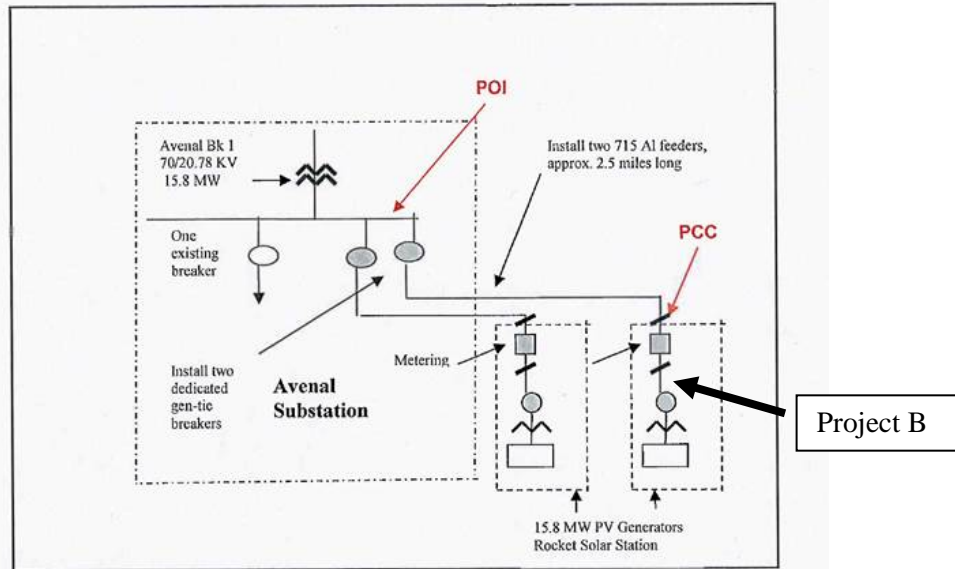 POI
Avenal Bk 1
70/20.78 KV
15.8 MW
Install two 715 Al feeders,
approx. 2.5 miles long
One
existing
breaker
PCC
Metering
Install two
dedicated
gen-tie
breakers
Avenal
Substation
Project B
15.8 MW PV Generators
Rocket Solar Station